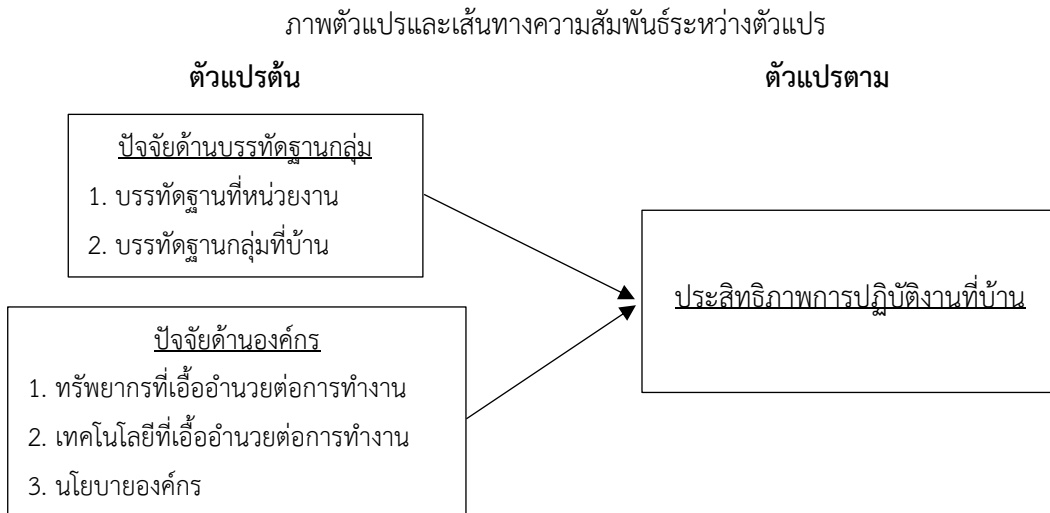 ภาพตัวแปรและเส้นทางความสัมพันธ์ระหว่างตัวแปร
ตัวแปรต้น
ตัวแปรตาม
ปัจจัยด้านบรรทัดฐานกลุ่ม
1. บรรทัดฐานที่หน่วยงาน
2. บรรทัดฐานกลุ่มที่บ้าน
ปัจจัยด้านองค์กร
1. ทรัพยากรที่เอื้ออำนวยต่อการทำงาน
2. เทคโนโลยีที่เอื้ออำนวยต่อการทำงาน
3. นโยบายองค์กร
ประสิทธิภาพการปฏิบัติงานที่บ้าน